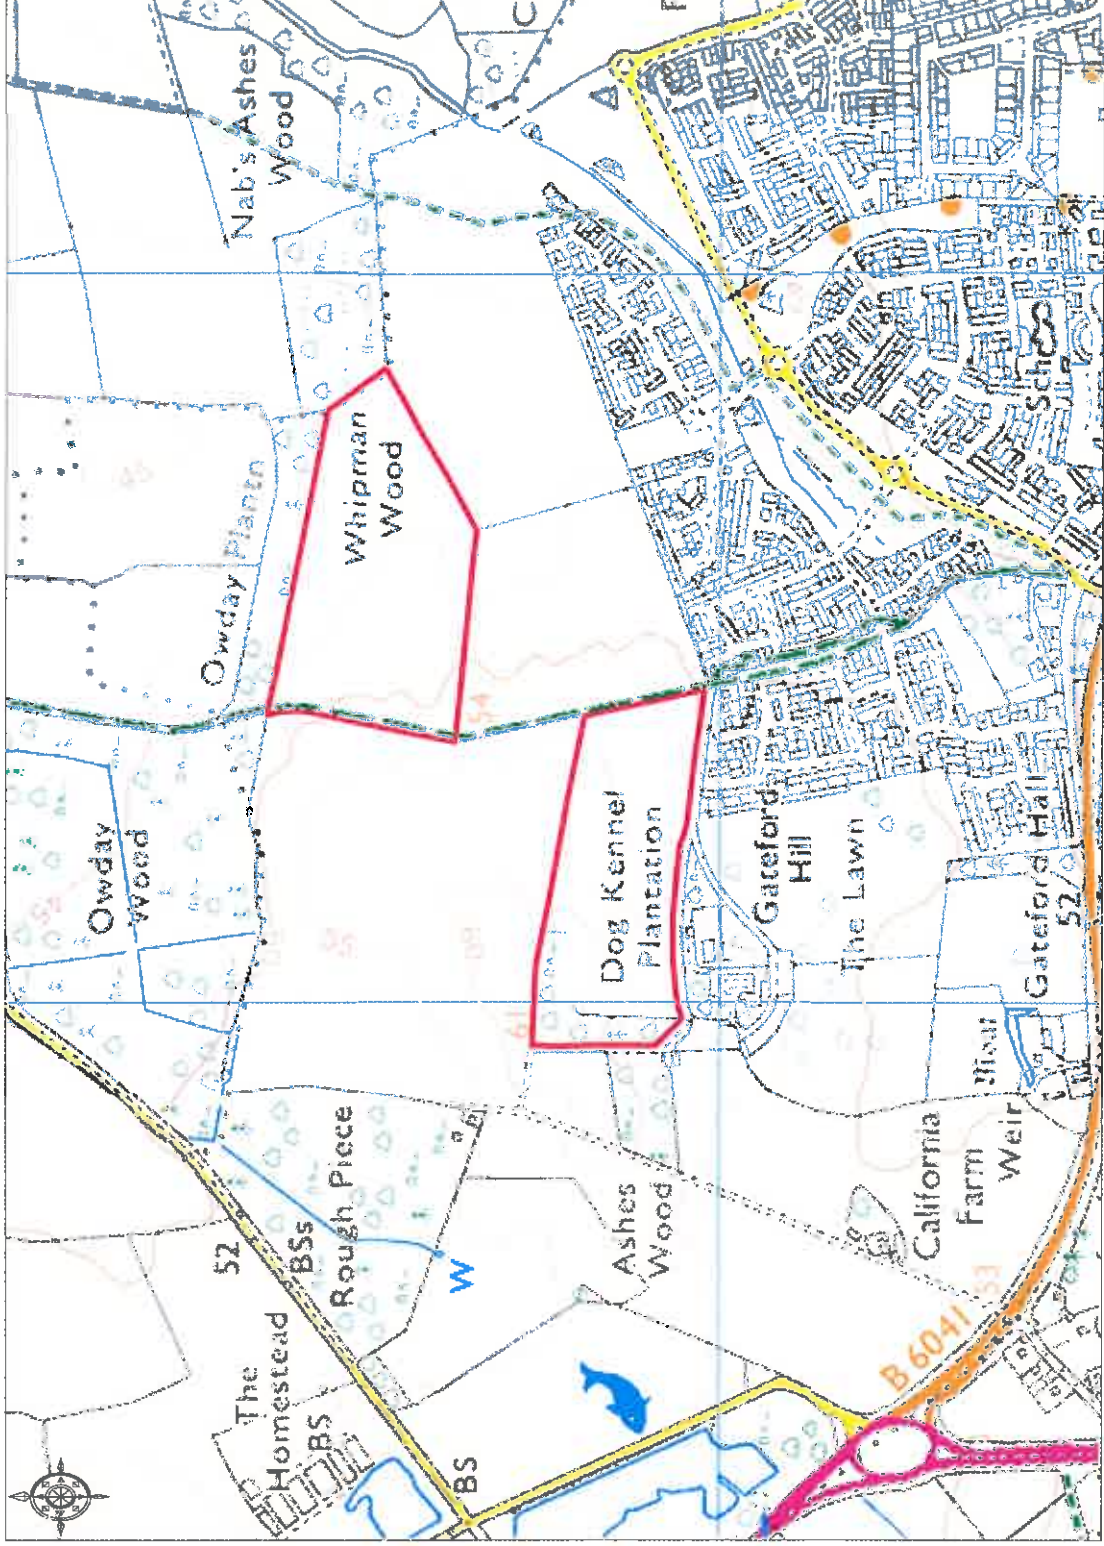 Nab's Ashes
Wood
Whipman
Wood
Owday Plantn
Owday
Wood
54
55
61
Dog Kennel
Plantation
Gateford
Hill
The Lawn
Gateford Hall
52
Sch
52
BSs
Rough Piece
W
The
Homestead
BS
BS
Ashes
Wood
California
Farm
Weir
B 6041
53